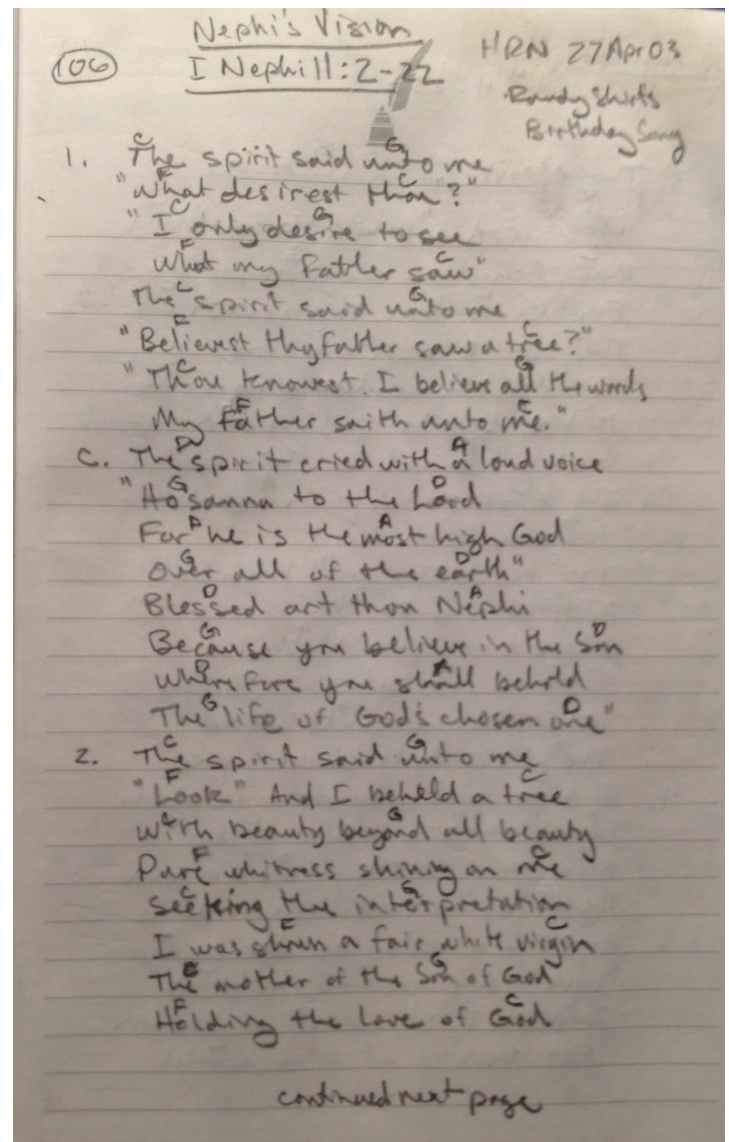 Nephi's Vision
106
I Nephi 11:2-22
HRN 27 Apr 03
Randy Shirts
Birthday Song
C G
1. The spirit said unto me
F C
"What desirest thou?"
C G
"I only desire to see
F C
What my father saw"
C G
The spirit said unto me
F C
"Believest thy father saw a tree?"
C G
"Thou knowest I believe all the words
F C
My father saith unto me."
D A
C. The spirit cried with a loud voice
G D
"Hosanna to the Lord
D A
For he is the most high God
G D
Over all of the earth"
D A
Blessed art thou Nephi
G D
Because you believe in the Son
D A
Wherefore you shall behold
G D
The life of God's chosen one"
C G
2. The spirit said unto me
F C
"Look" And I beheld a tree
C G
With beauty beyond all beauty
F C
Pure whitness shining on me
C G
Seeking the interpretation
F C
I was shown a fair white virgin
C G
The mother of the Son of God
F C
Holding the love of God
continued next page